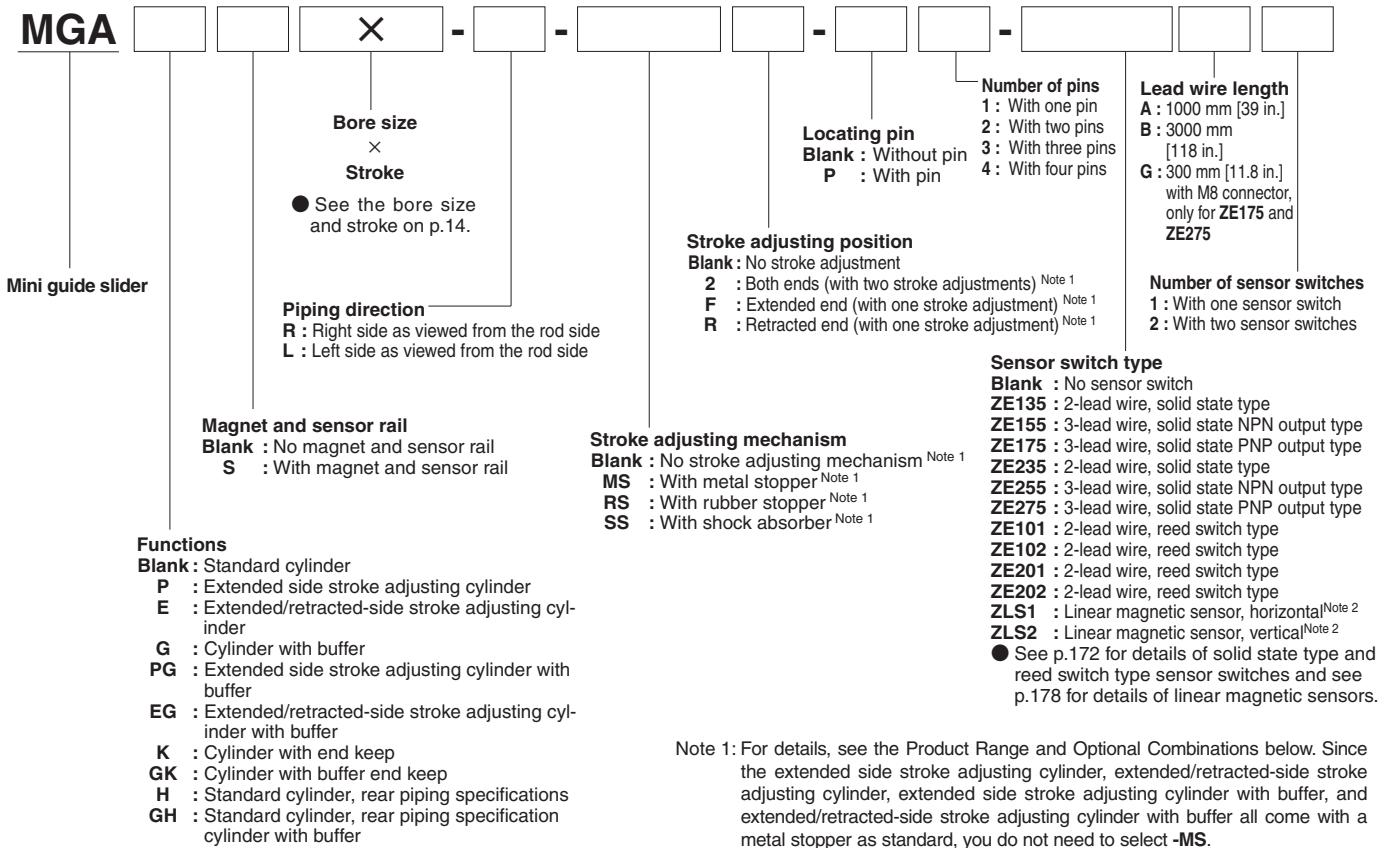 MGA × - - - -
Mini guide slider
Bore size
×
Stroke
● See the bore size
and stroke on p.14.
Piping direction
R : Right side as viewed from the rod side
L : Left side as viewed from the rod side
Magnet and sensor rail
Blank : No magnet and sensor rail
S : With magnet and sensor rail
Functions
Blank : Standard cylinder
P : Extended side stroke adjusting cylinder
E : Extended/retracted-side stroke adjusting cyl-
inder
G : Cylinder with buffer
PG : Extended side stroke adjusting cylinder with
buffer
EG : Extended/retracted-side stroke adjusting cyl-
inder with buffer
K : Cylinder with end keep
GK : Cylinder with buffer end keep
H : Standard cylinder, rear piping specifications
GH : Standard cylinder, rear piping specification
cylinder with buffer
Stroke adjusting mechanism
Blank : No stroke adjusting mechanism Note 1
MS : With metal stopper Note 1
RS : With rubber stopper Note 1
SS : With shock absorber Note 1
Stroke adjusting position
Blank : No stroke adjustment
2 : Both ends (with two stroke adjustments) Note 1
F : Extended end (with one stroke adjustment) Note 1
R : Retracted end (with one stroke adjustment) Note 1
Locating pin
Blank : Without pin
P : With pin
Number of pins
1 : With one pin
2 : With two pins
3 : With three pins
4 : With four pins
Lead wire length
A : 1000 mm [39 in.]
B : 3000 mm
[118 in.]
G : 300 mm [11.8 in.]
with M8 connector,
only for ZE175 and
ZE275
Number of sensor switches
1 : With one sensor switch
2 : With two sensor switches
Sensor switch type
Blank : No sensor switch
ZE135 : 2-lead wire, solid state type
ZE155 : 3-lead wire, solid state NPN output type
ZE175 : 3-lead wire, solid state PNP output type
ZE235 : 2-lead wire, solid state type
ZE255 : 3-lead wire, solid state NPN output type
ZE275 : 3-lead wire, solid state PNP output type
ZE101 : 2-lead wire, reed switch type
ZE102 : 2-lead wire, reed switch type
ZE201 : 2-lead wire, reed switch type
ZE202 : 2-lead wire, reed switch type
ZLS1 : Linear magnetic sensor, horizontal Note 2
ZLS2 : Linear magnetic sensor, vertical Note 2
● See p.172 for details of solid state type and
reed switch type sensor switches and see
p.178 for details of linear magnetic sensors.
Note 1: For details, see the Product Range and Optional Combinations below. Since
the extended side stroke adjusting cylinder, extended/retracted-side stroke
adjusting cylinder, extended side stroke adjusting cylinder with buffer, and
extended/retracted-side stroke adjusting cylinder with buffer all come with a
metal stopper as standard, you do not need to select -MS.